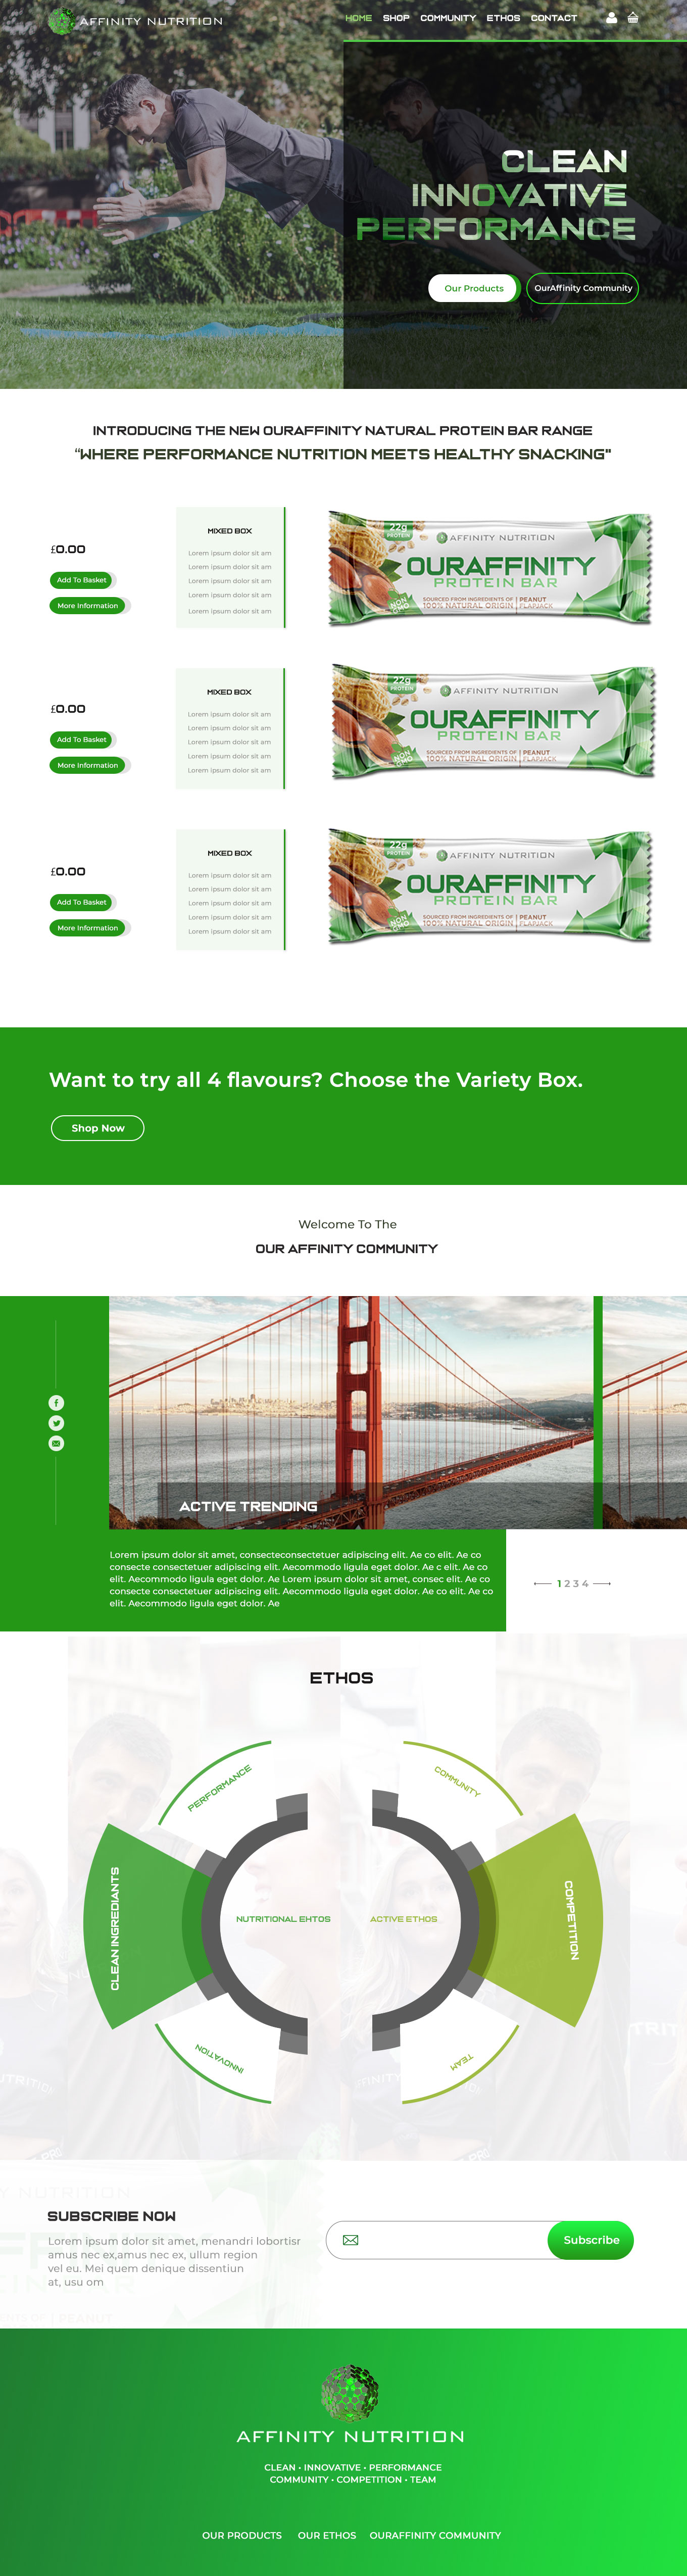 AFFINITY NUTRITION
HOME SHOP COMMUNITY ETHOS CONTACT
CLEAN
INNOVATIVE
PERFORMANCE
Our Products
OurAffinity Community
INTRODUCING THE NEW OURAFFINITY NATURAL PROTEIN BAR RANGE
“WHERE PERFORMANCE NUTRITION MEETS HEALTHY SNACKING"
£0.00
Add To Basket
More Information
MIXED BOX
Lorem ipsum dolor sit am
Lorem ipsum dolor sit am
Lorem ipsum dolor sit am
Lorem ipsum dolor sit am
Lorem ipsum dolor sit am
22g
PROTEIN
AFFINITY NUTRITION
OURAFFINITY
PROTEIN BAR
SOURCED FROM INGREDIENTS OF
100% NATURAL ORIGIN
PEANUT
FLAPJACK
NON
GMO
£0.00
Add To Basket
More Information
MIXED BOX
Lorem ipsum dolor sit am
Lorem ipsum dolor sit am
Lorem ipsum dolor sit am
Lorem ipsum dolor sit am
Lorem ipsum dolor sit am
22g
PROTEIN
AFFINITY NUTRITION
OURAFFINITY
PROTEIN BAR
SOURCED FROM INGREDIENTS OF
100% NATURAL ORIGIN
PEANUT
FLAPJACK
NON
GMO
£0.00
Add To Basket
More Information
MIXED BOX
Lorem ipsum dolor sit am
Lorem ipsum dolor sit am
Lorem ipsum dolor sit am
Lorem ipsum dolor sit am
Lorem ipsum dolor sit am
22g
PROTEIN
AFFINITY NUTRITION
OURAFFINITY
PROTEIN BAR
SOURCED FROM INGREDIENTS OF
100% NATURAL ORIGIN
PEANUT
FLAPJACK
NON
GMO
Want to try all 4 flavours? Choose the Variety Box.
Shop Now
Welcome To The
OUR AFFINITY COMMUNITY
ACTIVE TRENDING
Lorem ipsum dolor sit amet, consecteconsectetuer adipiscing elit. Ae co elit. Ae co
consecte consectetuer adipiscing elit. Aecommodo ligula eget dolor. Ae c elit. Ae co
elit. Aecommodo ligula eget dolor. Ae Lorem ipsum dolor sit amet, consec elit. Ae co
consecte consectetuer adipiscing elit. Aecommodo ligula eget dolor. Ae co elit. Ae co
elit. Aecommodo ligula eget dolor. Ae
1 2 3 4
ETHOS
PERFORMANCE
COMMUNITY
CLEAN INGREDIANTS
NUTRITIONAL EHTOS
ACTIVE ETHOS
COMPETITION
INNOVATION
TEAM
SUBSCRIBE NOW
Lorem ipsum dolor sit amet, menandri lobortisr
amus nec ex,amus nec ex, ullum region
vel eu. Mei quem denique dissentiun
at, usu om
Subscribe
AFFINITY NUTRITION
CLEAN • INNOVATIVE • PERFORMANCE
COMMUNITY • COMPETITION • TEAM
OUR PRODUCTS OUR ETHOS OURAFFINITY COMMUNITY